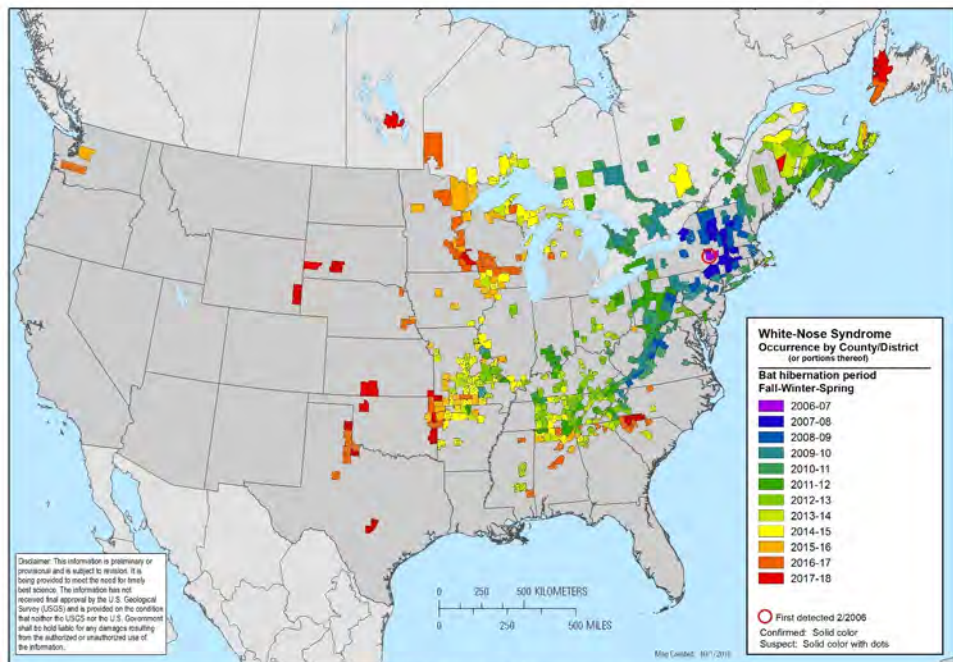 White-Nose Syndrome
Occurrence by County/District
(or portions thereof)
Bat hibernation period
Fall-Winter-Spring
2006-07
2007-08
2008-09
2009-10
2010-11
2011-12
2012-13
2013-14
2014-15
2015-16
2016-17
2017-18
First detected 2/2006
Confirmed: Solid color
Suspect: Solid color with dots
Disclaimer: This information is preliminary or
provisional and is subject to revision. It is
being provided to meet the need for timely
best science. The information has not
received final approval by the U.S. Geological
Survey (USGS) and is provided on the condition
that neither the USGS nor the U.S. Government
shall be held liable for any damages resulting
from the authorized or unauthorized use of
the information.
0 250 500 KILOMETERS
0 250 500 MILES
Map Created: